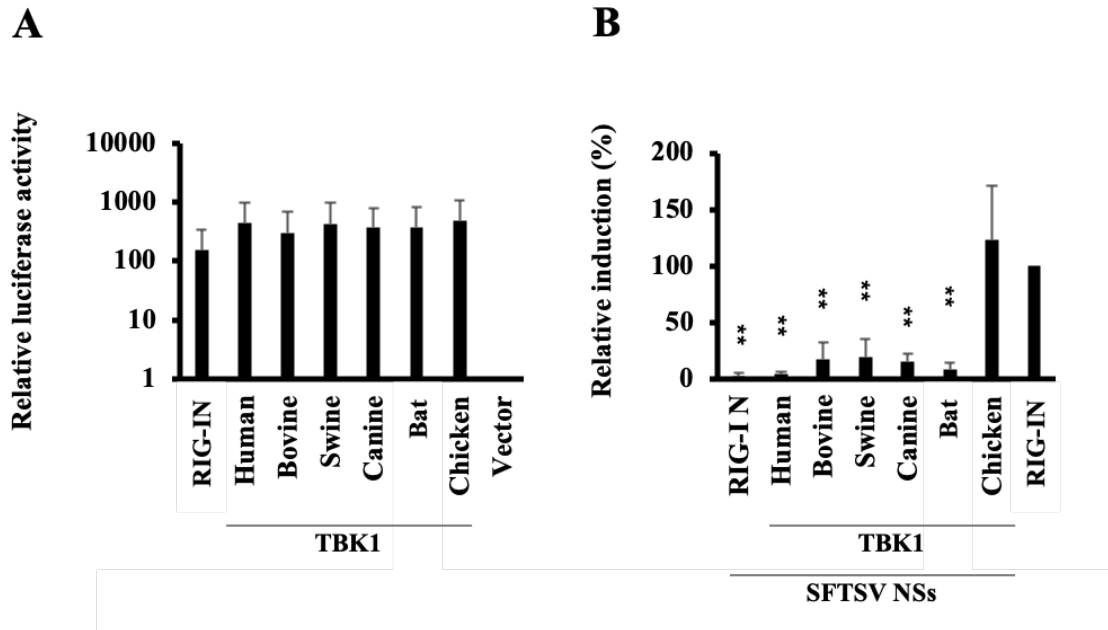 A
Relative luciferase activity
10000
1000
100
10
1
RIG-IN
Human
Bovine
Swine
Canine
Bat
Chicken
Vector
TBK1
B
Relative induction (%)
200
150
100
50
0
**
**
**
**
**
**
RIG-I N
Human
Bovine
Swine
Canine
Bat
Chicken
RIG-IN
TBK1
SFTSV NSs